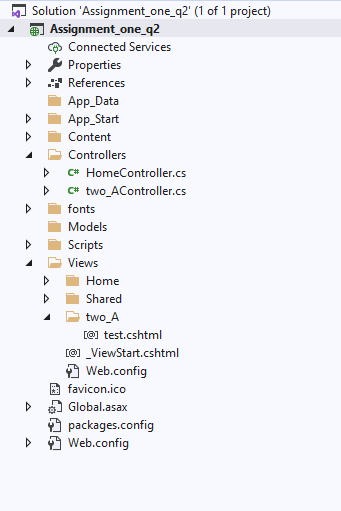 Solution 'Assignment_one_q2' (1 of 1 project)
Assignment_one_q2
Connected Services
Properties
References
App_Data
App_Start
Content
Controllers
C# HomeController.cs
C# two_AController.cs
fonts
Models
Scripts
Views
Home
Shared
two_A
[@] test.cshtml
[@] _ViewStart.cshtml
Web.config
favicon.ico
Global.asax
packages.config
Web.config